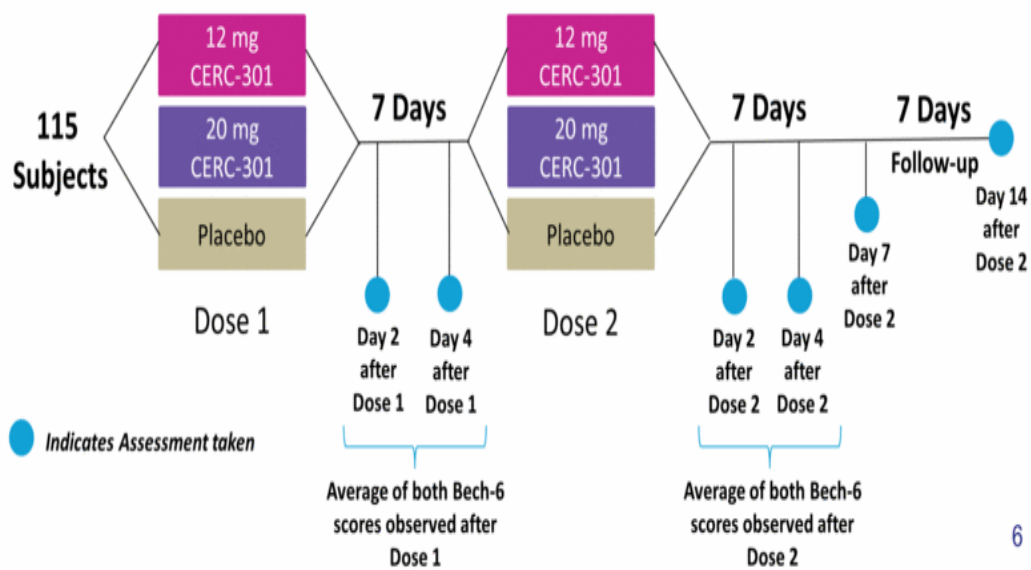 115
Subjects
12 mg
CERC-301
20 mg
CERC-301
Placebo
Dose 1
7 Days
Day 2
after
Dose 1
Day 4
after
Dose 1
Average of both Bech-6
scores observed after
Dose 1
12 mg
CERC-301
20 mg
CERC-301
Placebo
Dose 2
7 Days
Day 2
after
Dose 2
Day 4
after
Dose 2
Average of both Bech-6
scores observed after
Dose 2
Day 7
after
Dose 2
7 Days
Follow-up
Day 14
after
Dose 2
Indicates Assessment taken
6